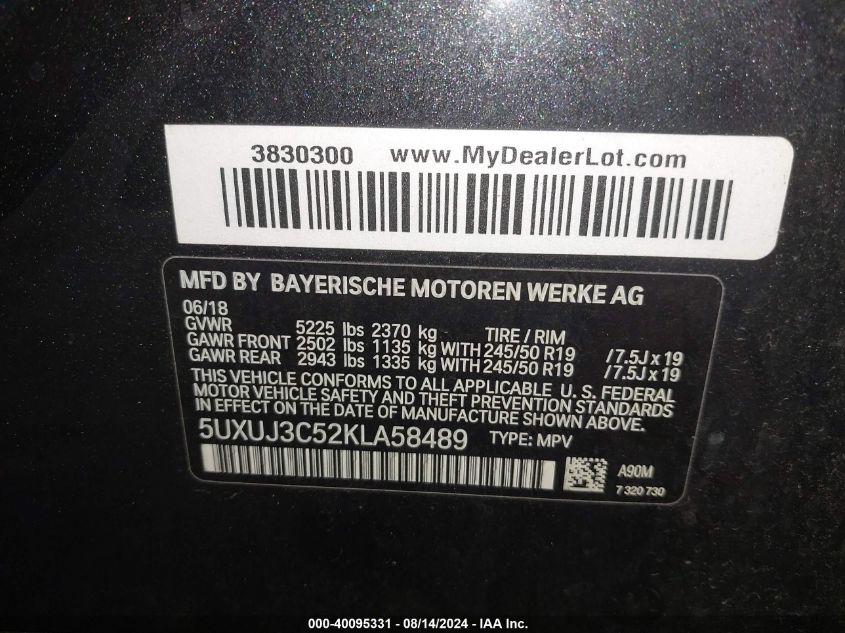 3830300 www.MyDealerLot.com
MFD BY BAYERISCHE MOTOREN WERKE AG
06/18
GVWR 5225 lbs 2370 kg TIRE / RIM
GAWR FRONT 2502 lbs 1135 kg WITH 245/50 R19 /7.5J x 19
GAWR REAR 2943 lbs 1335 kg WITH 245/50 R19 /7.5J x 19
THIS VEHICLE CONFORMS TO ALL APPLICABLE U. S. FEDERAL
MOTOR VEHICLE SAFETY AND THEFT PREVENTION STANDARDS
IN EFFECT ON THE DATE OF MANUFACTURE SHOWN ABOVE.
5UXUJ3C52KLA58489 TYPE: MPV
A90M
7 320 730
000-40095331 - 08/14/2024 - IAA Inc.